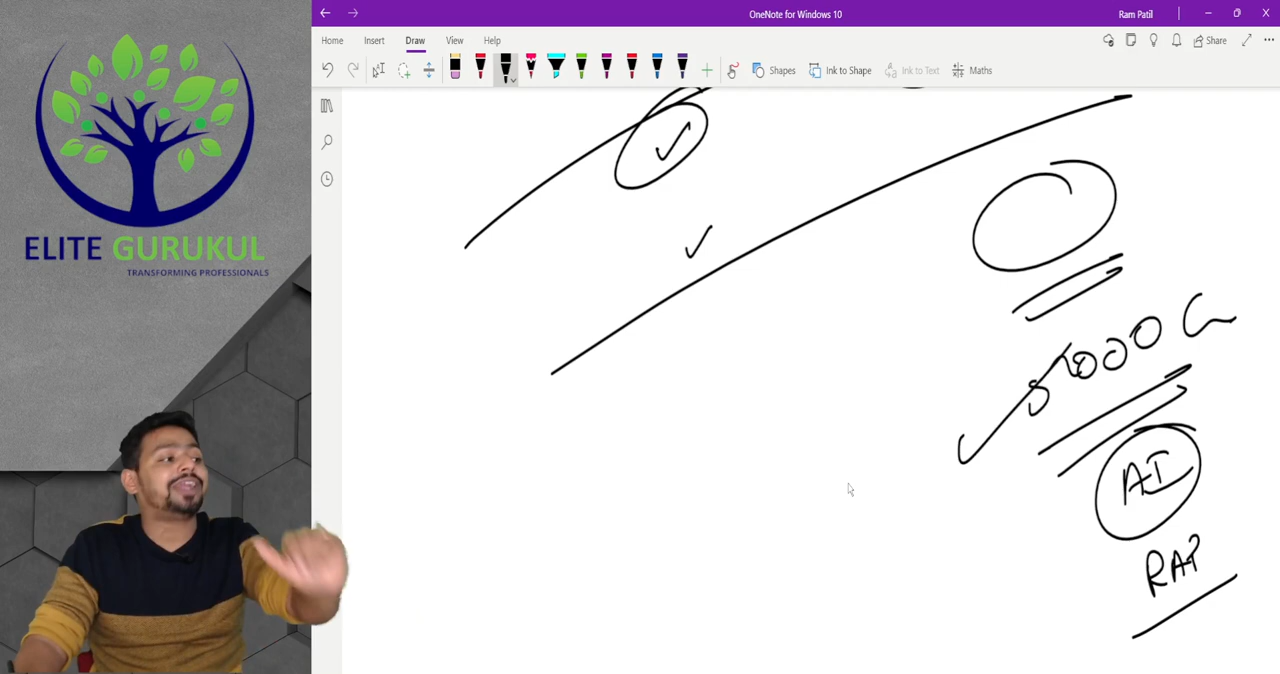 OneNote for Windows 10
Ram Patil
Home Insert Draw View Help
Share
Shapes
Ink to Shape
Ink to Text
Maths
ELITE GURUKUL
TRANSFORMING PROFESSIONALS
AI